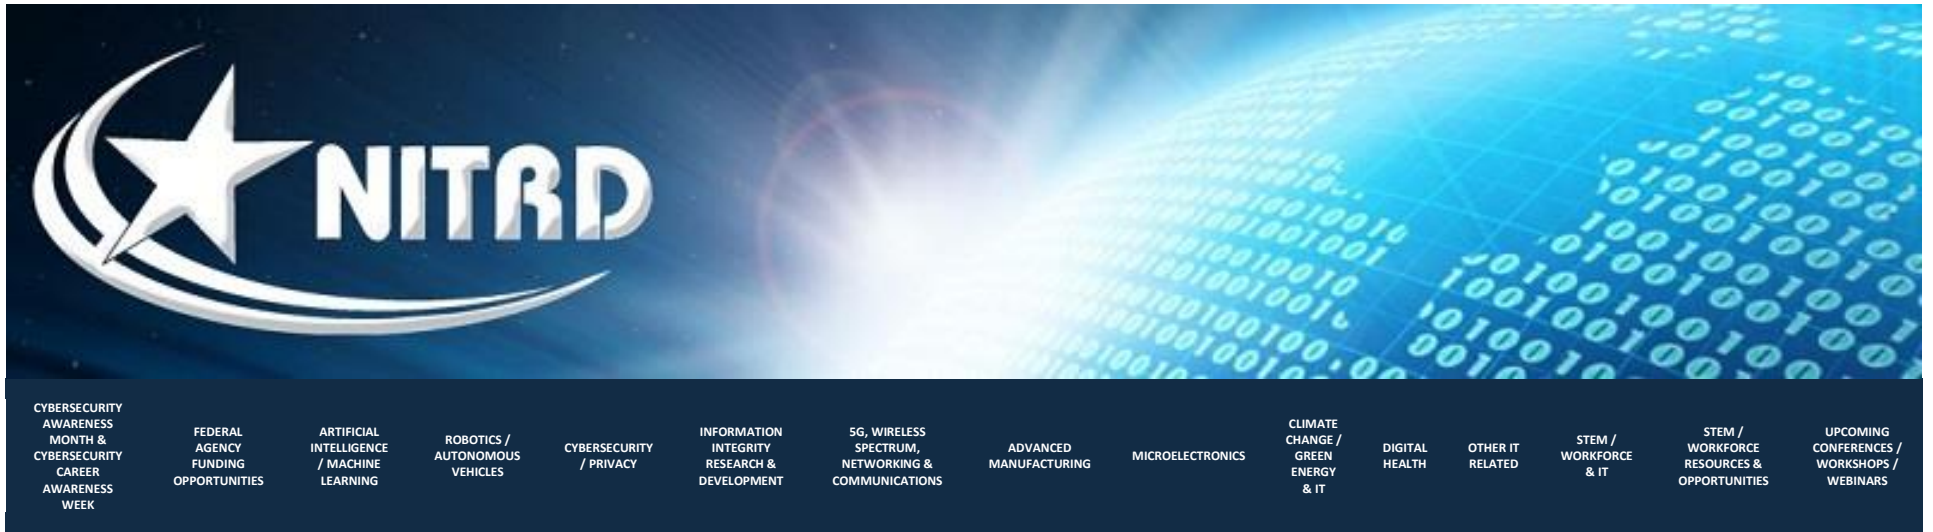 NITRD
CYBERSECURITY
AWARENESS
MONTH &
CYBERSECURITY
CAREER
AWARENESS
WEEK
FEDERAL
AGENCY
FUNDING
OPPORTUNITIES
ARTIFICIAL
INTELLIGENCE
/ MACHINE
LEARNING
ROBOTICS /
AUTONOMOUS
VEHICLES
CYBERSECURITY
/ PRIVACY
INFORMATION
INTEGRITY
RESEARCH &
DEVELOPMENT
5G, WIRELESS
SPECTRUM,
NETWORKING &
COMMUNICATIONS
ADVANCED
MANUFACTURING
MICROELECTRONICS
CLIMATE
CHANGE /
GREEN
ENERGY
& IT
DIGITAL
HEALTH
OTHER IT
RELATED
STEM /
WORKFORCE
& IT
STEM /
WORKFORCE
RESOURCES &
OPPORTUNITIES
UPCOMING
CONFERENCES /
WORKSHOPS /
WEBINARS